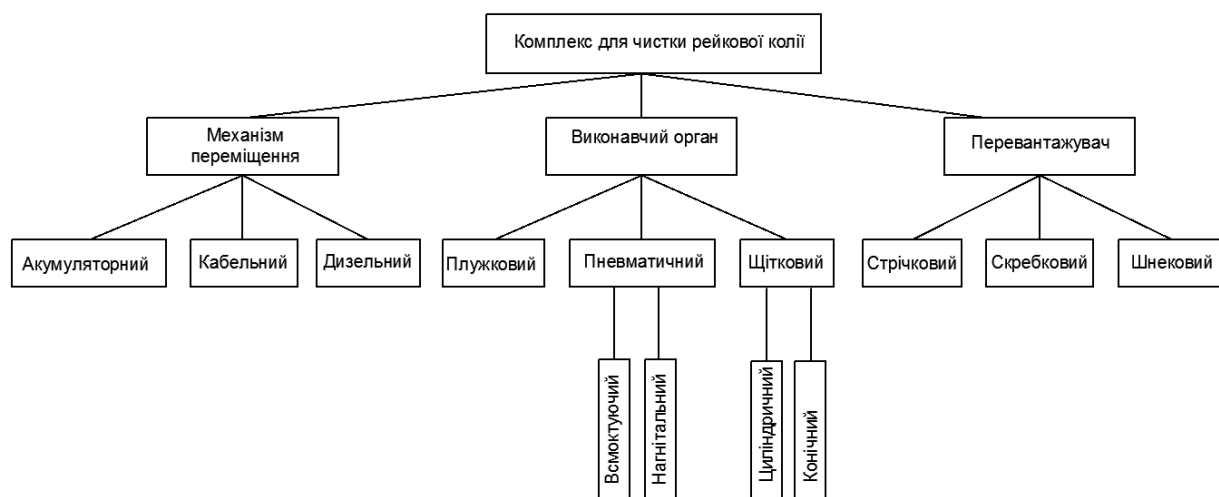 Комплекс для чистки рейкової колії
Механізм
переміщення
Виконавчий орган
Перевантажувач
Акумуляторний
Кабельний
Дизельний
Плужковий
Пневматичний
Щітковий
Стрічковий
Скребковий
Шнековий
Всмоктуючий
Нагнітальний
Циліндричний
Конічний